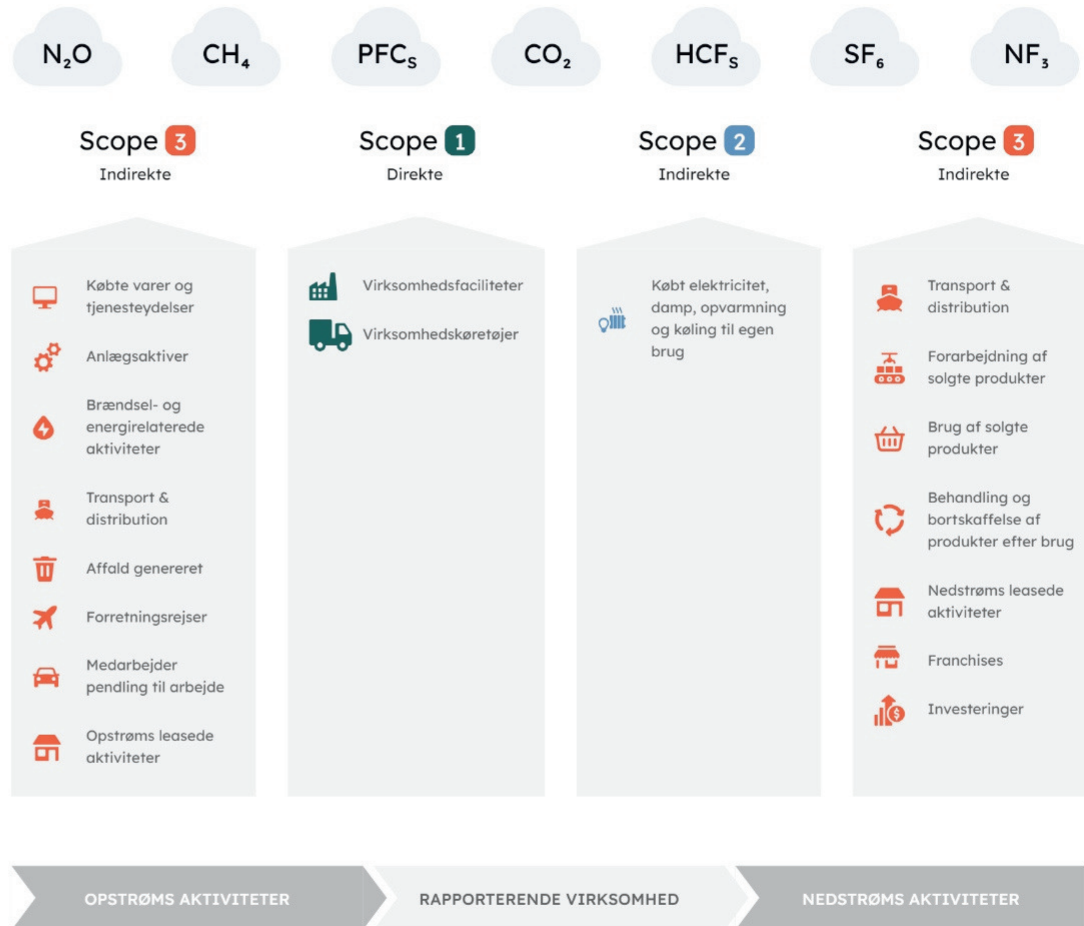 N₂O
CH₄
PFCₛ
CO₂
HCFₛ
SF₆
NF₃
Scope 3
Indirekte
Scope 1
Direkte
Scope 2
Indirekte
Scope 3
Indirekte
Købte varer og
tjenesteydelser
Anlægsaktiver
Brændsel- og
energirelaterede
aktiviteter
Transport &
distribution
Affald genereret
Forretningsrejser
Medarbejder
pendling til arbejde
Opstrøms leasede
aktiviteter
Virksomhedsfaciliteter
Virksomhedskøretøjer
Købt elektricitet,
damp, opvarmning
og køling til egen
brug
Transport &
distribution
Forarbejdning af
solgte produkter
Brug af solgte
produkter
Behandling og
bortskaffelse af
produkter efter brug
Nedstrøms leasede
aktiviteter
Franchises
Investeringer
OPSTRØMS AKTIVITETER
RAPPORTERENDE VIRKSOMHED
NEDSTRØMS AKTIVITETER